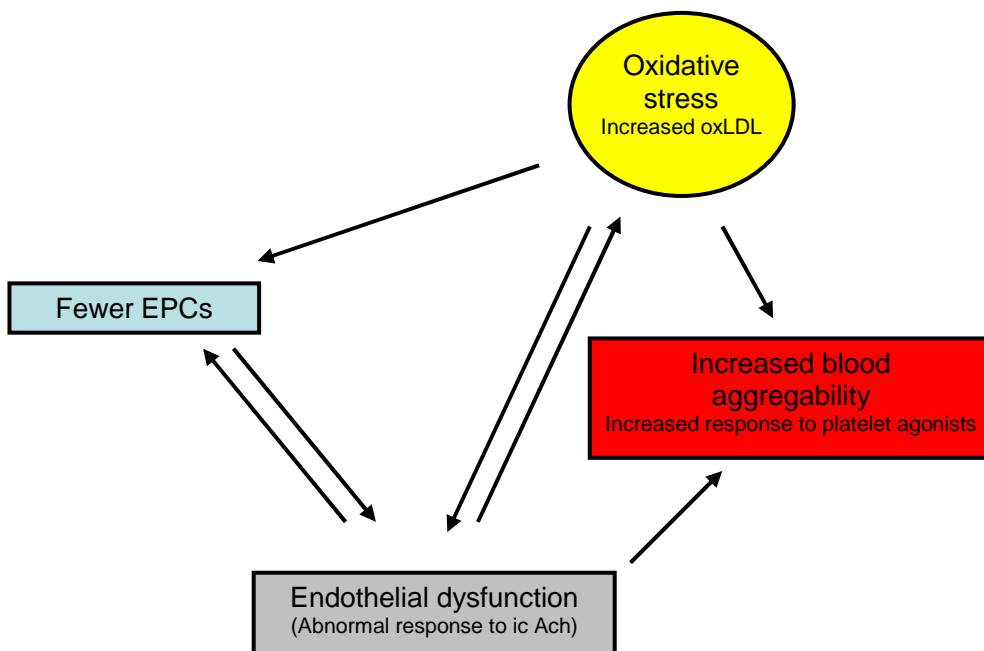 Oxidative
stress
Increased oxLDL
Fewer EPCs
Increased blood
aggregability
Increased response to platelet agonists
Endothelial dysfunction
(Abnormal response to ic Ach)